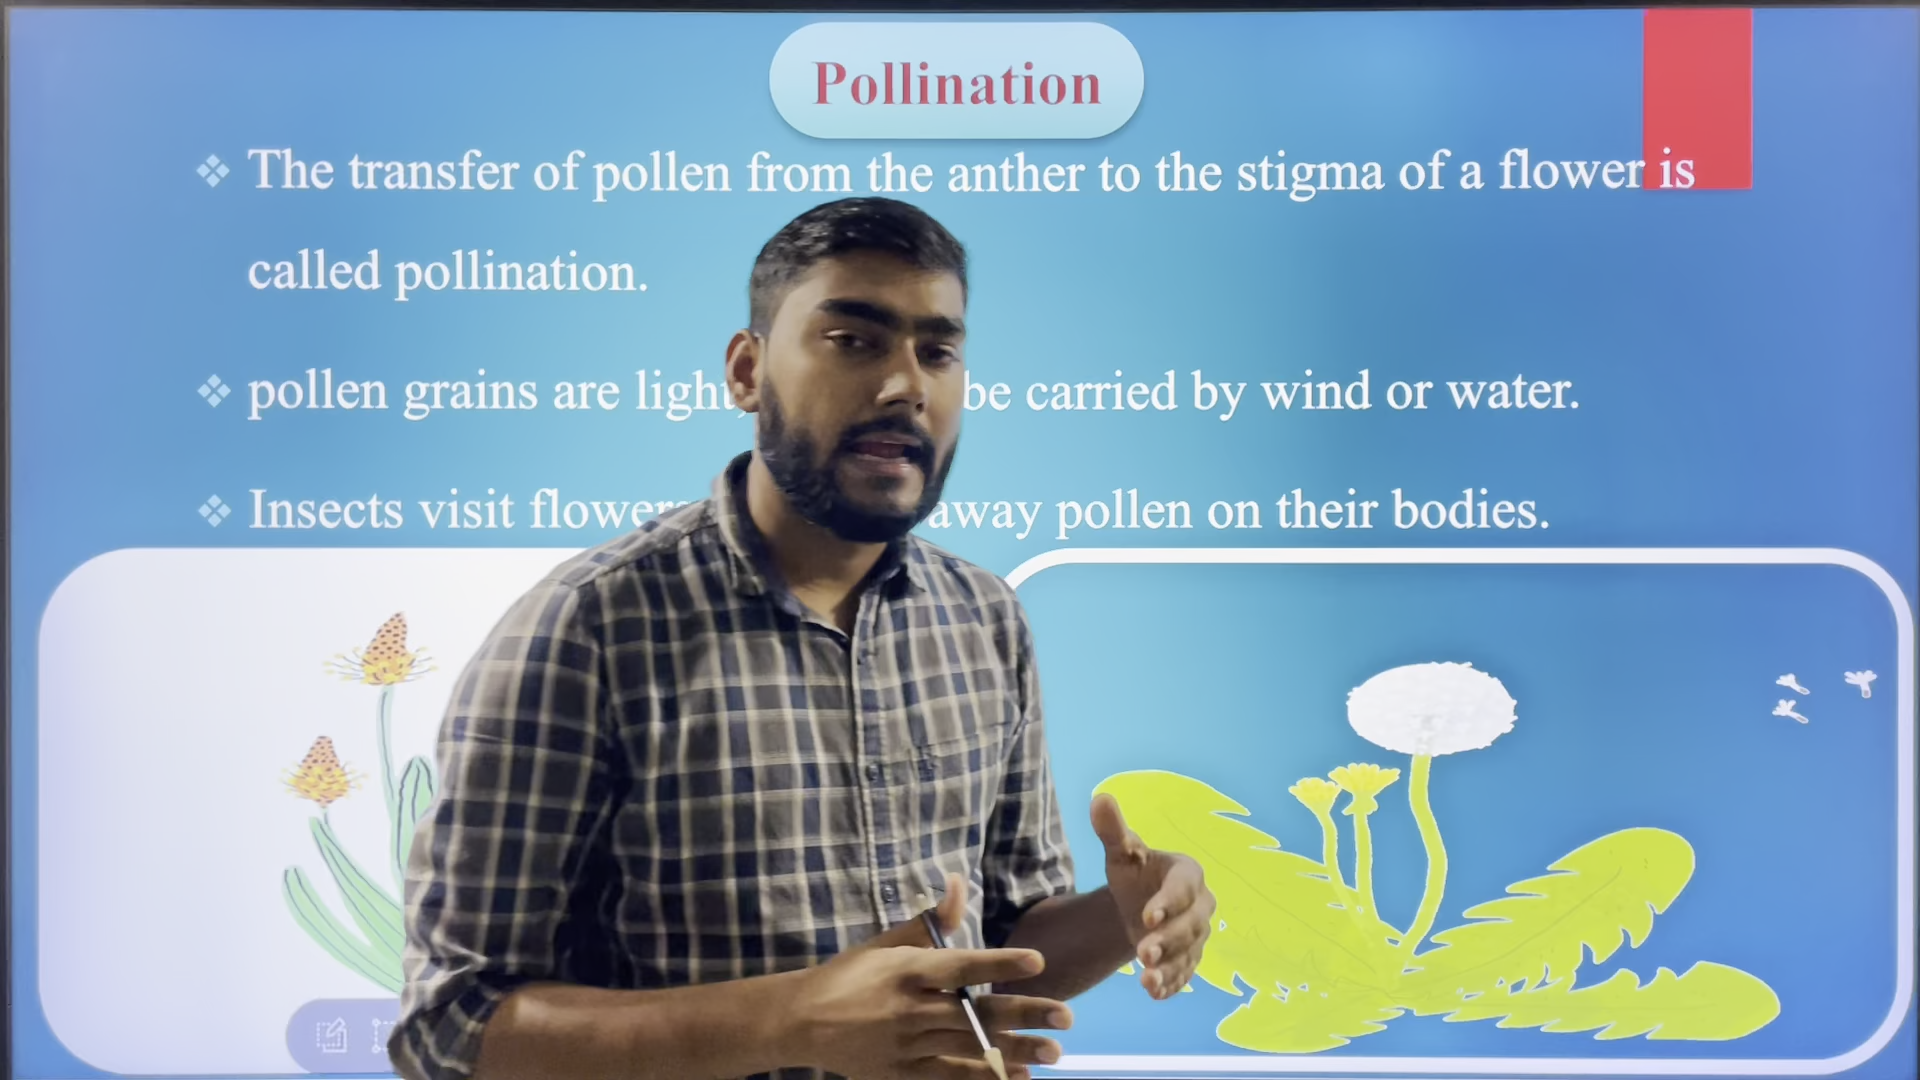 Pollination
The transfer of pollen from the anther to the stigma of a flower is
called pollination.
pollen grains are light, be carried by wind or water.
Insects visit flowers away pollen on their bodies.